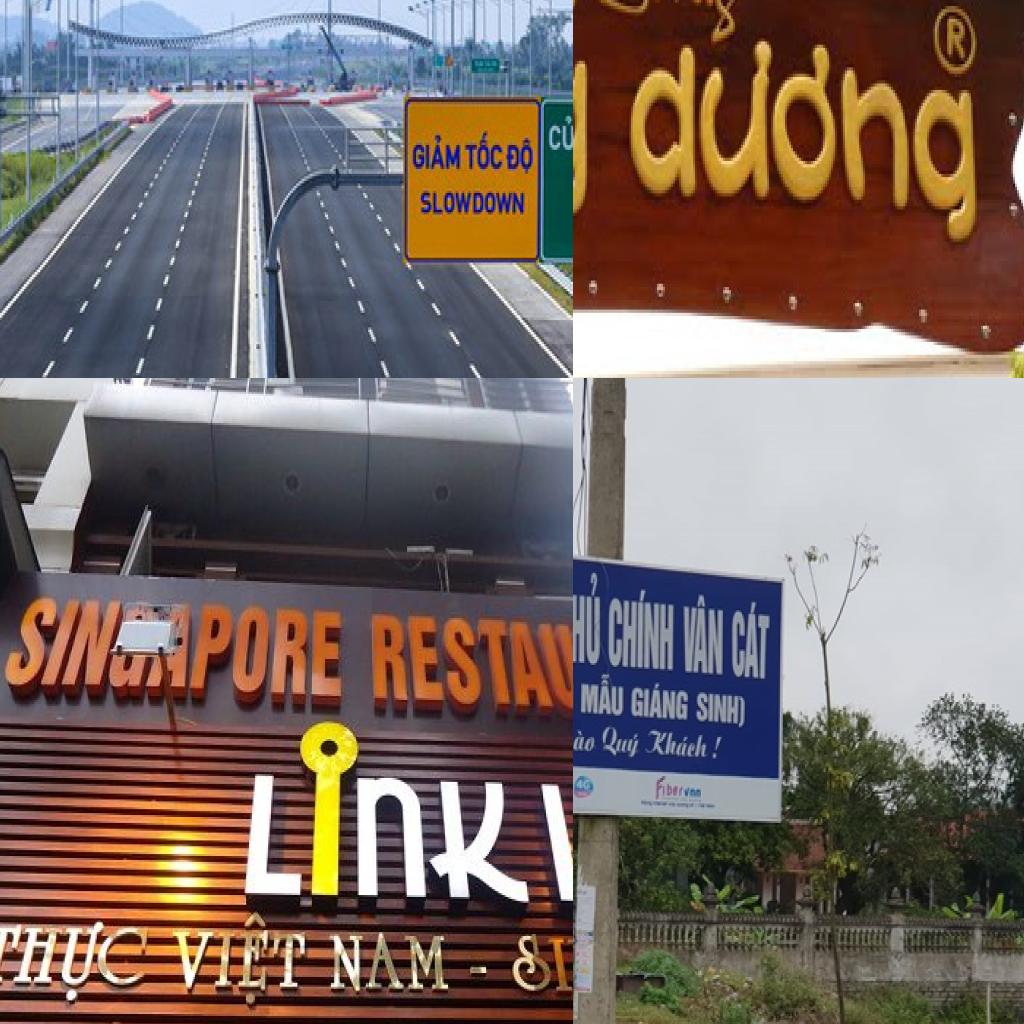 GIẢM TỐC ĐỘ
SLOWDOWN
CỦ
dương
®
SINGAPORE RESTAU
LINK
THỰC VIỆT NAM - SI
HỦ CHÍNH VÂN CÁT
MẪU GIÁNG SINH)
ào Quý Khách !
4G
Fibervnn